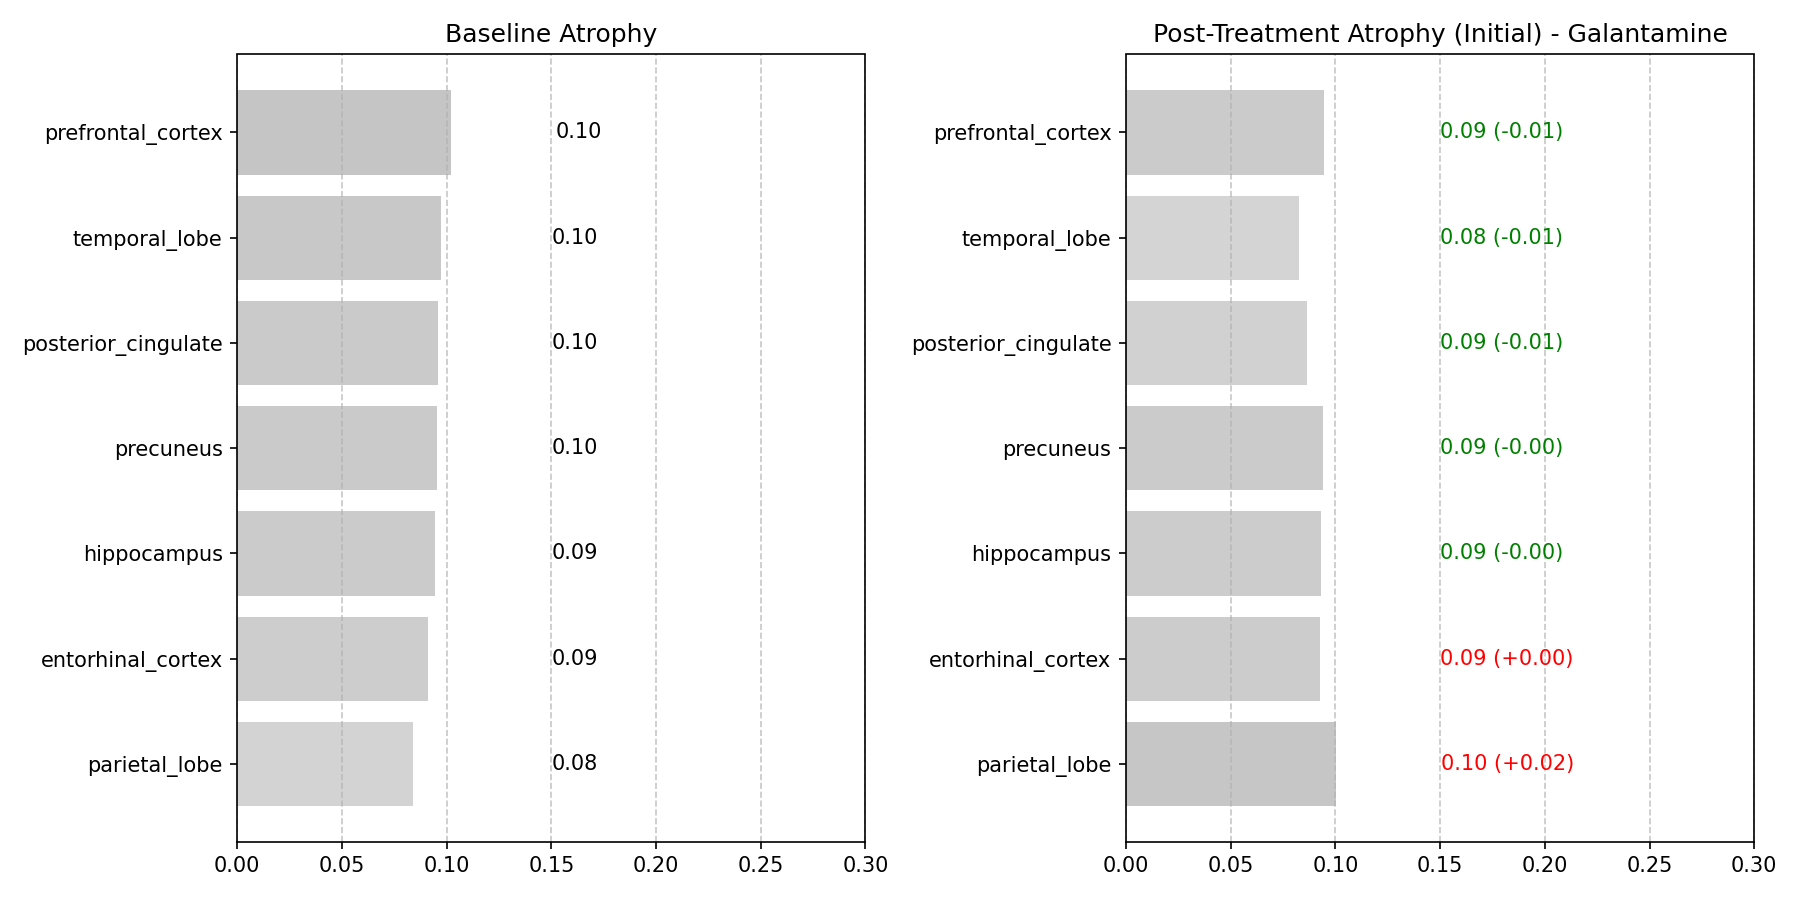 Baseline Atrophy
prefrontal_cortex 0.10
temporal_lobe 0.10
posterior_cingulate 0.10
precuneus 0.10
hippocampus 0.09
entorhinal_cortex 0.09
parietal_lobe 0.08
0.00 0.05 0.10 0.15 0.20 0.25 0.30
Post-Treatment Atrophy (Initial) - Galantamine
prefrontal_cortex 0.09 (-0.01)
temporal_lobe 0.08 (-0.01)
posterior_cingulate 0.09 (-0.01)
precuneus 0.09 (-0.00)
hippocampus 0.09 (-0.00)
entorhinal_cortex 0.09 (+0.00)
parietal_lobe 0.10 (+0.02)
0.00 0.05 0.10 0.15 0.20 0.25 0.30